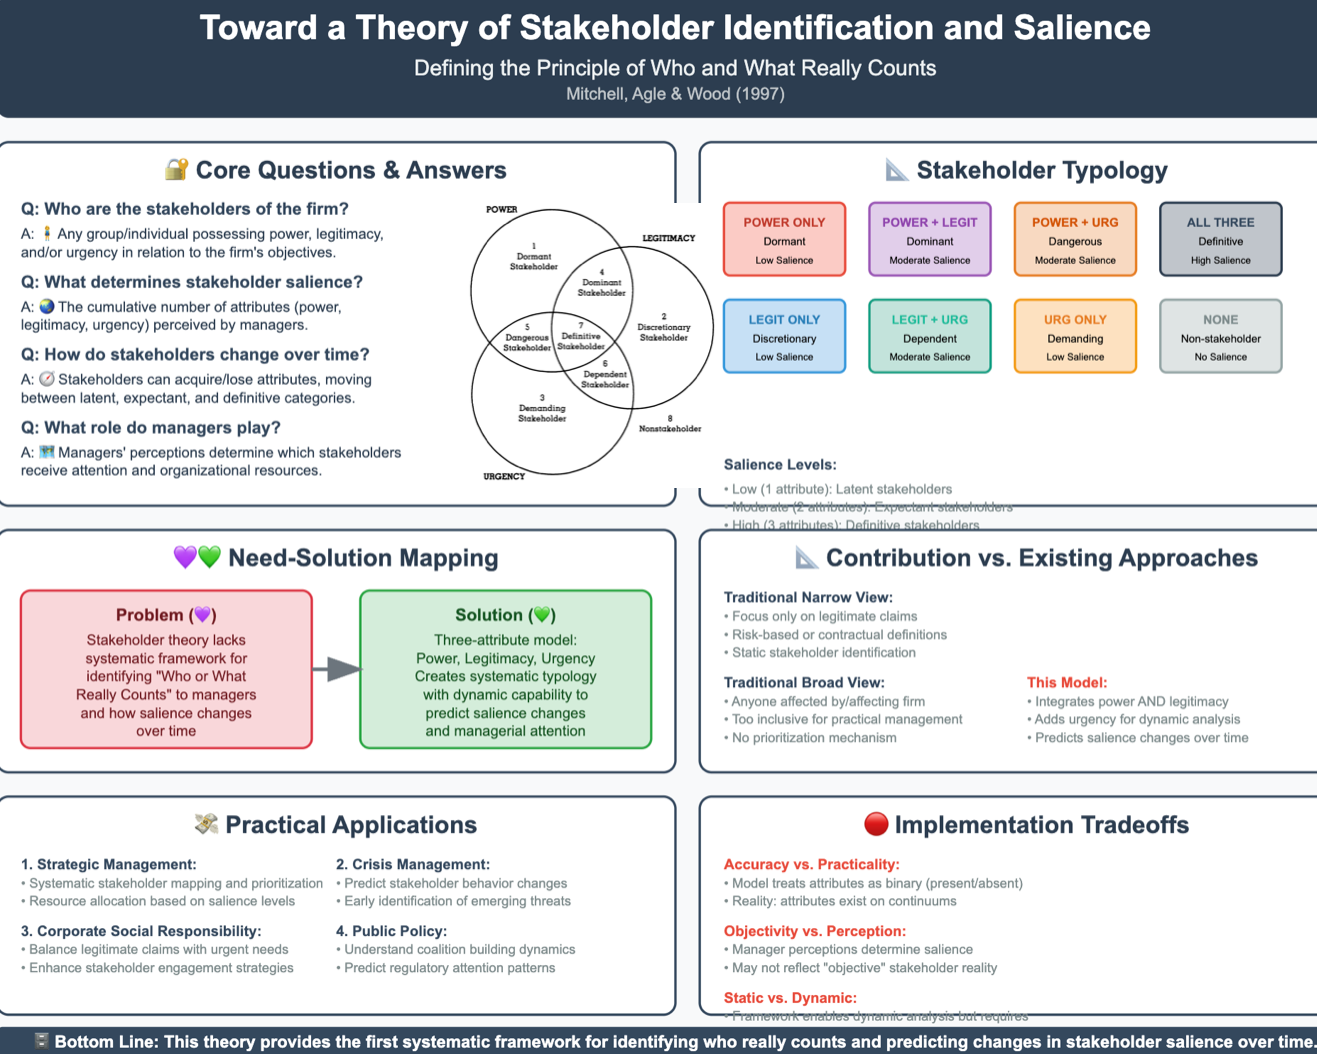 Toward a Theory of Stakeholder Identification and Salience
Defining the Principle of Who and What Really Counts
Mitchell, Agle & Wood (1997)
🔐 Core Questions & Answers
Q: Who are the stakeholders of the firm?
A: 🧍 Any group/individual possessing power, legitimacy,
and/or urgency in relation to the firm's objectives.
Q: What determines stakeholder salience?
A: 🌏 The cumulative number of attributes (power,
legitimacy, urgency) perceived by managers.
Q: How do stakeholders change over time?
A: 🧭 Stakeholders can acquire/lose attributes, moving
between latent, expectant, and definitive categories.
Q: What role do managers play?
A: 🗺️ Managers' perceptions determine which stakeholders
receive attention and organizational resources.
POWER
LEGITIMACY
1
Dormant
Stakeholder
4
Dominant
Stakeholder
2
Discretionary
Stakeholder
5
Dangerous
Stakeholder
7
Definitive
Stakeholder
6
Dependent
Stakeholder
3
Demanding
Stakeholder
8
Nonstakeholder
URGENCY
📐 Stakeholder Typology
POWER ONLY
Dormant
Low Salience
POWER + LEGIT
Dominant
Moderate Salience
POWER + URG
Dangerous
Moderate Salience
ALL THREE
Definitive
High Salience
LEGIT ONLY
Discretionary
Low Salience
LEGIT + URG
Dependent
Moderate Salience
URG ONLY
Demanding
Low Salience
NONE
Non-stakeholder
No Salience
Salience Levels:
• Low (1 attribute): Latent stakeholders
• Moderate (2 attributes): Expectant stakeholders
• High (3 attributes): Definitive stakeholders
💜💚 Need-Solution Mapping
Problem (💜)
Stakeholder theory lacks
systematic framework for
identifying "Who or What
Really Counts" to managers
and how salience changes
over time
Solution (💚)
Three-attribute model:
Power, Legitimacy, Urgency
Creates systematic typology
with dynamic capability to
predict salience changes
and managerial attention
📐 Contribution vs. Existing Approaches
Traditional Narrow View:
• Focus only on legitimate claims
• Risk-based or contractual definitions
• Static stakeholder identification
Traditional Broad View:
• Anyone affected by/affecting firm
• Too inclusive for practical management
• No prioritization mechanism
This Model:
• Integrates power AND legitimacy
• Adds urgency for dynamic analysis
• Predicts salience changes over time
💸 Practical Applications
1. Strategic Management:
• Systematic stakeholder mapping and prioritization
• Resource allocation based on salience levels
2. Crisis Management:
• Predict stakeholder behavior changes
• Early identification of emerging threats
3. Corporate Social Responsibility:
• Balance legitimate claims with urgent needs
• Enhance stakeholder engagement strategies
4. Public Policy:
• Understand coalition building dynamics
• Predict regulatory attention patterns
🔴 Implementation Tradeoffs
Accuracy vs. Practicality:
• Model treats attributes as binary (present/absent)
• Reality: attributes exist on continuums
Objectivity vs. Perception:
• Manager perceptions determine salience
• May not reflect "objective" stakeholder reality
Static vs. Dynamic:
• Framework enables dynamic analysis but requires
🗄️ Bottom Line: This theory provides the first systematic framework for identifying who really counts and predicting changes in stakeholder salience over time.